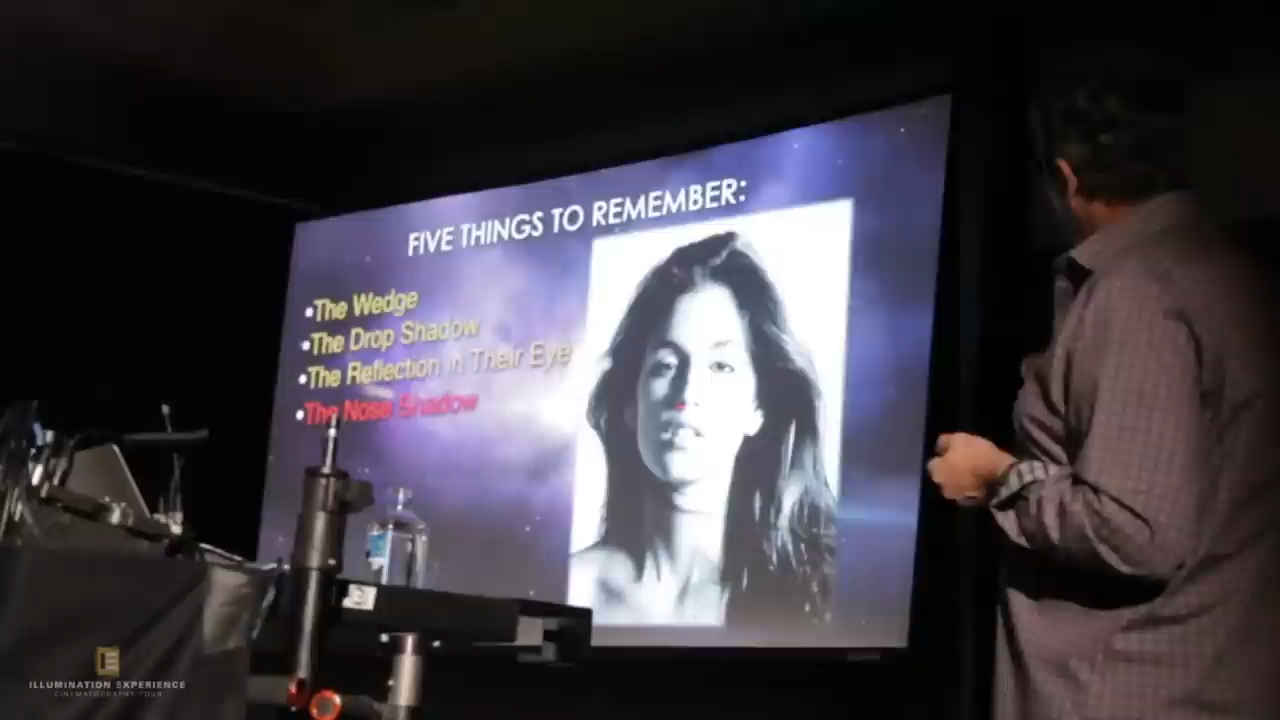 FIVE THINGS TO REMEMBER:
•The Wedge
•The Drop Shadow
•The Reflection in Their Eye
•The Nose Shadow
ILLUMINATION EXPERIENCE
CINEMATOGRAPHY TOUR